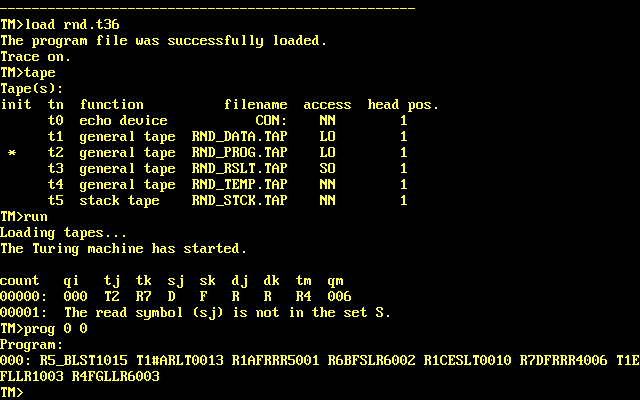 ----------------------------------------------------
TM>load rnd.t36
The program file was successfully loaded.
Trace on.
TM>tape
Tape(s):
init  tn  function          filename  access  head pos.
      t0  echo device           CON:    NN        1
      t1  general tape  RND_DATA.TAP    LO        1
 *    t2  general tape  RND_PROG.TAP    LO        1
      t3  general tape  RND_RSLT.TAP    SO        1
      t4  general tape  RND_TEMP.TAP    NN        1
      t5  stack tape    RND_STCK.TAP    NN        1
TM>run
Loading tapes...
The Turing machine has started.
count   qi   tj  tk  sj  sk  dj  dk  tm  qm
00000:  000  T2  R7  D   F   R   R   R4  006
00001:  The read symbol (sj) is not in the set S.
TM>prog 0 0
Program:
000: R5_BLST1015 T1#ARLT0013 R1AFRRR5001 R6BFSLR6002 R1CESLT0010 R7DFRRR4006 T1E
FLLR1003 R4FGLLR6003
TM>